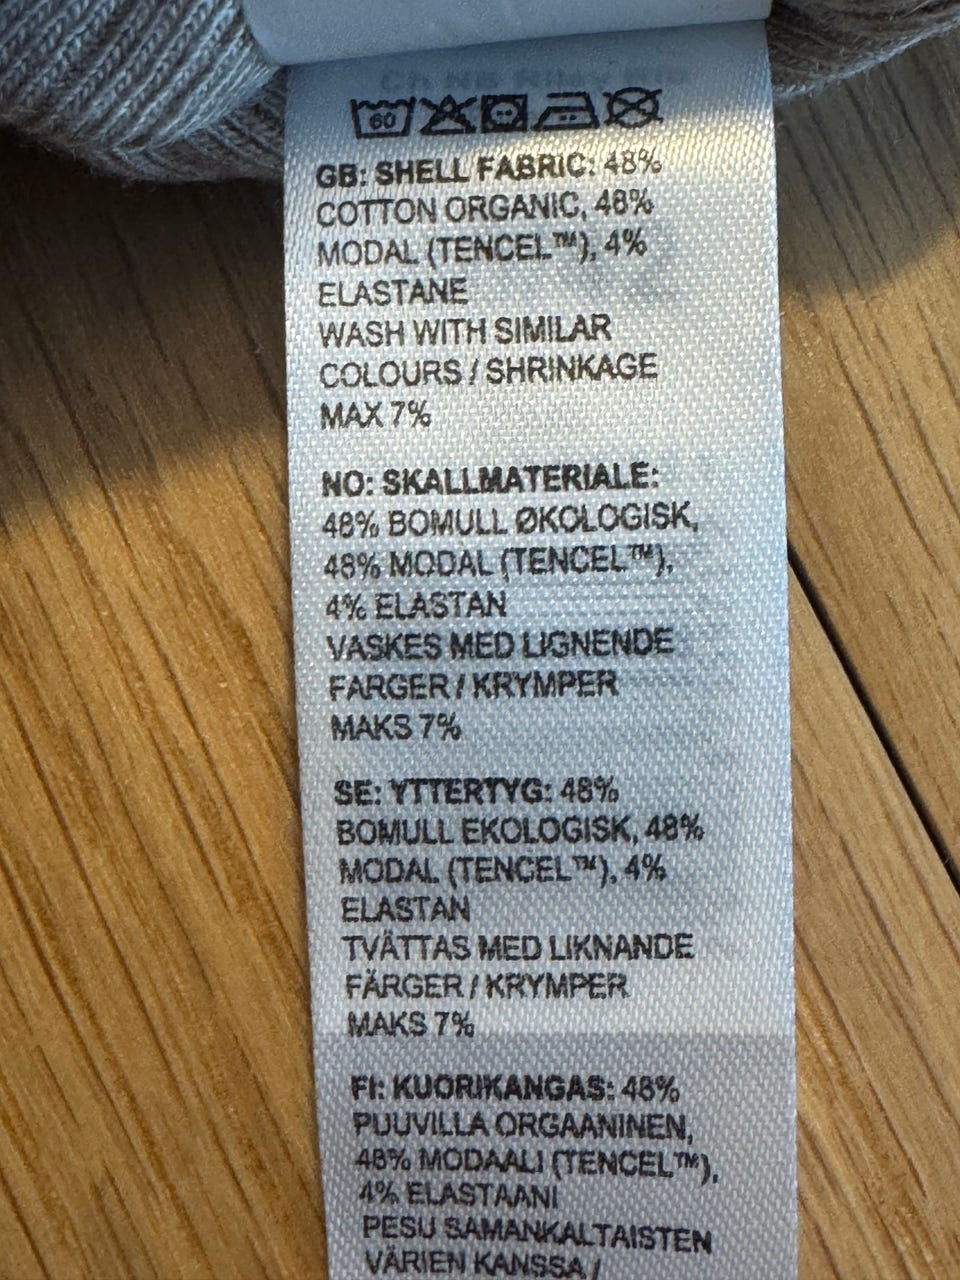 60
GB: SHELL FABRIC: 48%
COTTON ORGANIC, 48%
MODAL (TENCEL™), 4%
ELASTANE
WASH WITH SIMILAR
COLOURS / SHRINKAGE
MAX 7%
NO: SKALLMATERIALE:
48% BOMULL ØKOLOGISK,
48% MODAL (TENCEL™),
4% ELASTAN
VASKES MED LIGNENDE
FARGER / KRYMPER
MAKS 7%
SE: YTTERTYG: 48%
BOMULL EKOLOGISK, 48%
MODAL (TENCEL™), 4%
ELASTAN
TVÄTTAS MED LIKNANDE
FÄRGER / KRYMPER
MAKS 7%
FI: KUORIKANGAS: 48%
PUUVILLA ORGAANINEN,
48% MODAALI (TENCEL™),
4% ELASTAANI
PESU SAMANKALTAISTEN
VÄRIEN KANSSA /